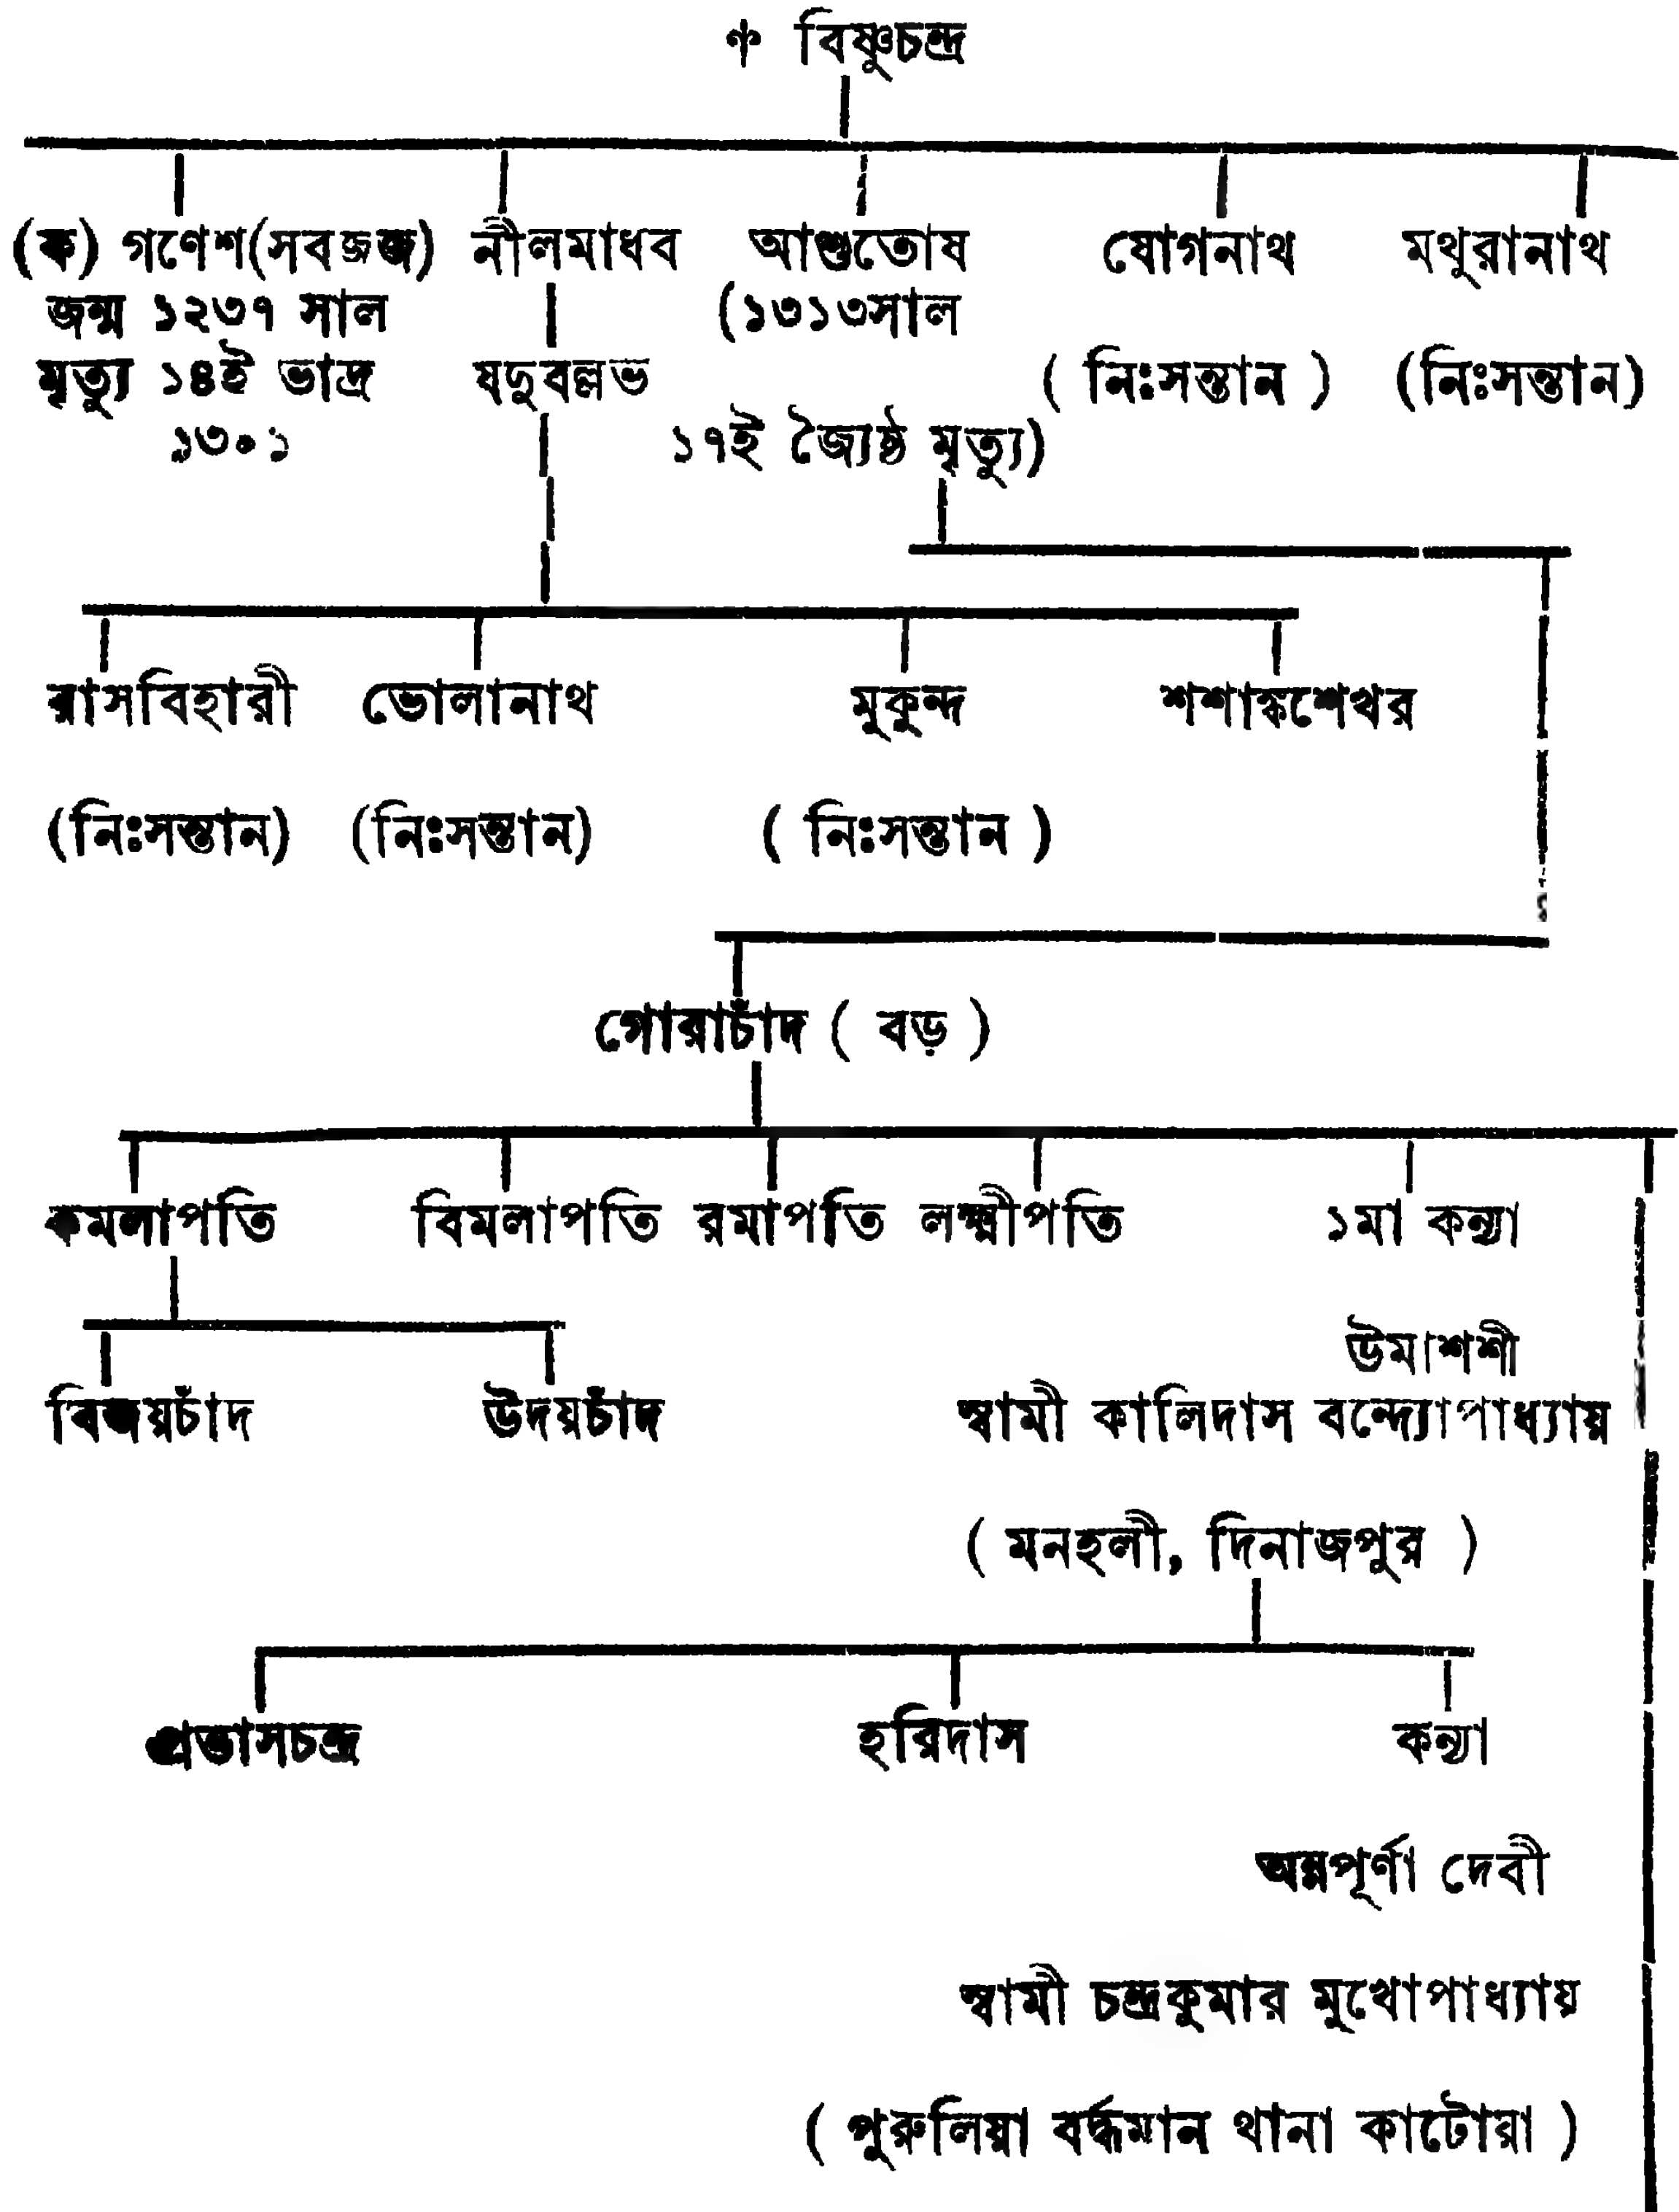 বিষ্ণুচন্দ্র
(ক) গণেশ(সবজজ) নীলমাধব আশুতোষ যোগনাথ মথুরানাথ
জন্ম ১২৩৭ সাল (১৩১৩সাল
মৃত্যু ১৪ই ভাদ্র যদুবল্লভ ( নিঃসন্তান ) (নিঃসন্তান)
১৩০১ ১৭ই জ্যৈষ্ঠ মৃত্যু)
রাসবিহারী ভোলানাথ মুকুন্দ শশাঙ্কশেখর
(নিঃসন্তান) (নিঃসন্তান) ( নিঃসন্তান )
গোরাচাঁদ ( বড় )
কমলাপতি বিমলাপতি রমাপতি লক্ষ্মীপতি ১মা কন্যা
উমাশশী
বিজয়চাঁদ উদয়চাঁদ স্বামী কালিদাস বন্দ্যোপাধ্যায়
( মনহলী, দিনাজপুর )
প্রভাসচন্দ্র হরিদাস কন্যা
অন্নপূর্ণা দেবী
স্বামী চন্দ্রকুমার মুখোপাধ্যায়
( পুরুলিয়া বর্দ্ধমান থানা কাটোয়া )